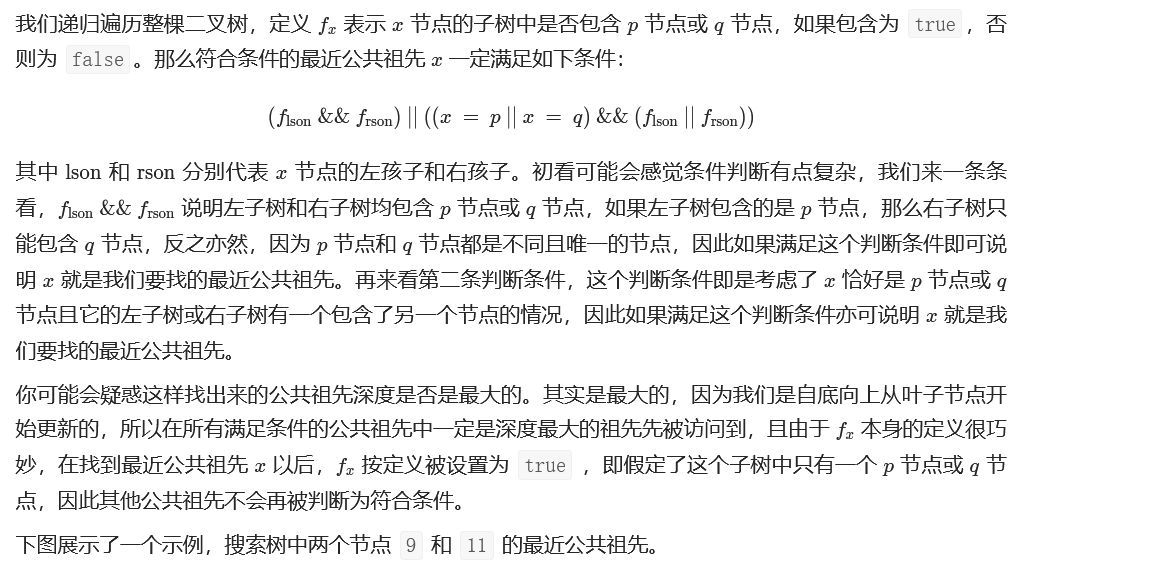 我们递归遍历整棵二叉树，定义 fx 表示 x 节点的子树中是否包含 p 节点或 q 节点，如果包含为 true，否
则为 false。那么符合条件的最近公共祖先 x 一定满足如下条件：
(flson && frson) || ((x = p || x = q) && (flson || frson))
其中 lson 和 rson 分别代表 x 节点的左孩子和右孩子。初看可能会感觉条件判断有点复杂，我们来一条条
看，flson && frson 说明左子树和右子树均包含 p 节点或 q 节点，如果左子树包含的是 p 节点，那么右子树只
能包含 q 节点，反之亦然，因为 p 节点和 q 节点都是不同且唯一的节点，因此如果满足这个判断条件即可说
明 x 就是我们要找的最近公共祖先。再来看第二条判断条件，这个判断条件即是考虑了 x 恰好是 p 节点或 q
节点且它的左子树或右子树有一个包含了另一个节点的情况，因此如果满足这个判断条件亦可说明 x 就是我
们要找的最近公共祖先。
你可能会疑惑这样找出来的公共祖先深度是否是最大的。其实是最大的，因为我们是自底向上从叶子节点开
始更新的，所以在所有满足条件的公共祖先中一定是深度最大的祖先先被访问到，且由于 fx 本身的定义很巧
妙，在找到最近公共祖先 x 以后，fx 按定义被设置为 true ，即假定了这个子树中只有一个 p 节点或 q 节
点，因此其他公共祖先不会再被判断为符合条件。
下图展示了一个示例，搜索树中两个节点 9 和 11 的最近公共祖先。